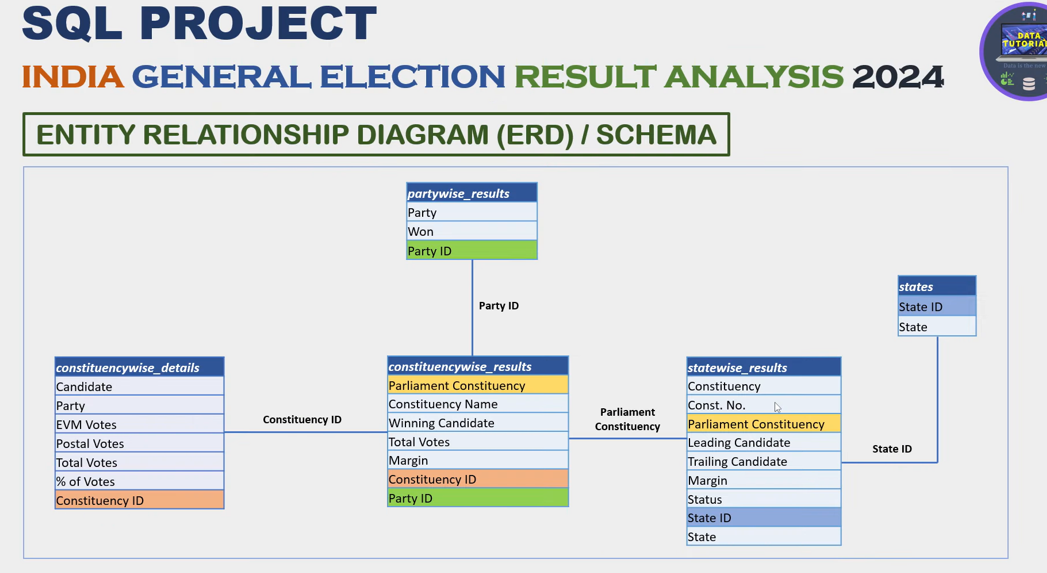 SQL PROJECT
INDIA GENERAL ELECTION RESULT ANALYSIS 2024
DATA
TUTORIAL
ENTITY RELATIONSHIP DIAGRAM (ERD) / SCHEMA
partywise_results
Party
Won
Party ID
Party ID
states
State ID
State
constituencywise_details
Candidate
Party
EVM Votes
Postal Votes
Total Votes
% of Votes
Constituency ID
Constituency ID
constituencywise_results
Parliament Constituency
Constituency Name
Winning Candidate
Total Votes
Margin
Constituency ID
Party ID
Parliament
Constituency
statewise_results
Constituency
Const. No.
Parliament Constituency
Leading Candidate
Trailing Candidate
Margin
Status
State ID
State
State ID